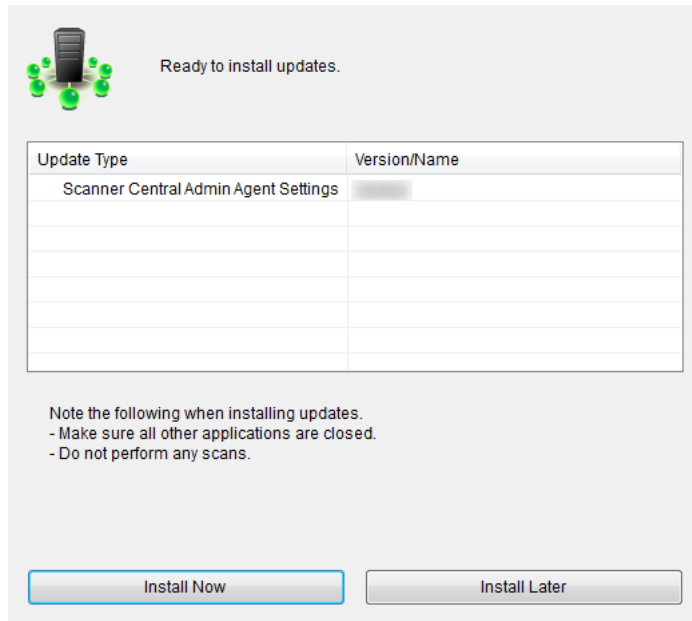 Ready to install updates.
Update Type Version/Name
Scanner Central Admin Agent Settings
Note the following when installing updates.
- Make sure all other applications are closed.
- Do not perform any scans.
Install Now Install Later